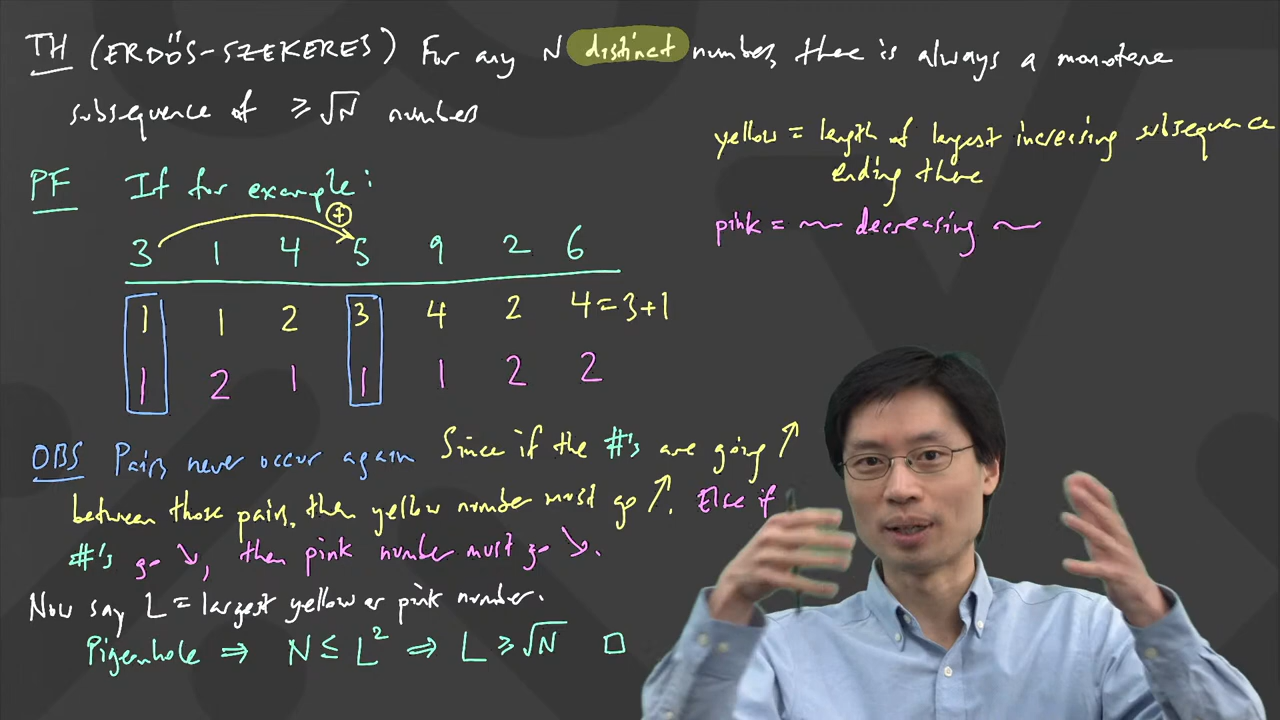 TH (ERDŐS-SZEKERES) For any N distinct numbers, there is always a monotone
subsequence of ≥ √N numbers
yellow = length of largest increasing subsequence
ending there
pink = ~ decreasing ~
PF If for example:
+
3 1 4 5 9 2 6
1 1 2 3 4 2 4=3+1
1 2 1 1 1 2 2
OBS Pairs never occur again Since if the #'s are going ↗
between those pairs, then yellow number must go ↗. Else if
#'s go ↘, then pink number must go ↘.
Now say L = largest yellow or pink number.
Pigeonhole ⇒ N ≤ L² ⇒ L ≥ √N □